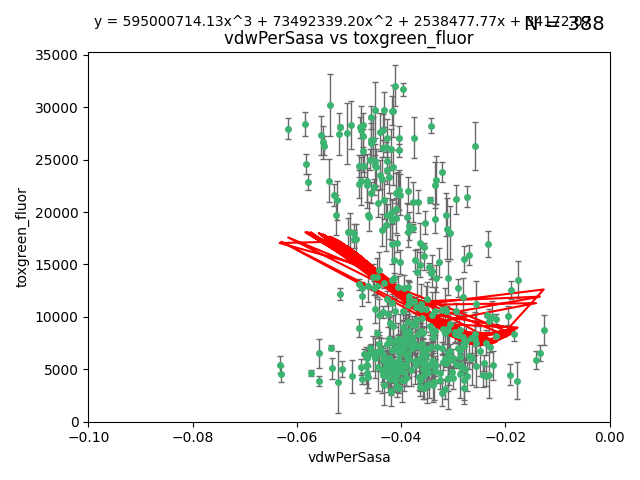 y = 595000714.13x^3 + 73492339.20x^2 + 2538477.77x +
N = 388
vdwPerSasa vs toxgreen_fluor
35000
30000
25000
20000
15000
10000
5000
0
toxgreen_fluor
−0.10
−0.08
−0.06
−0.04
−0.02
0.00
vdwPerSasa